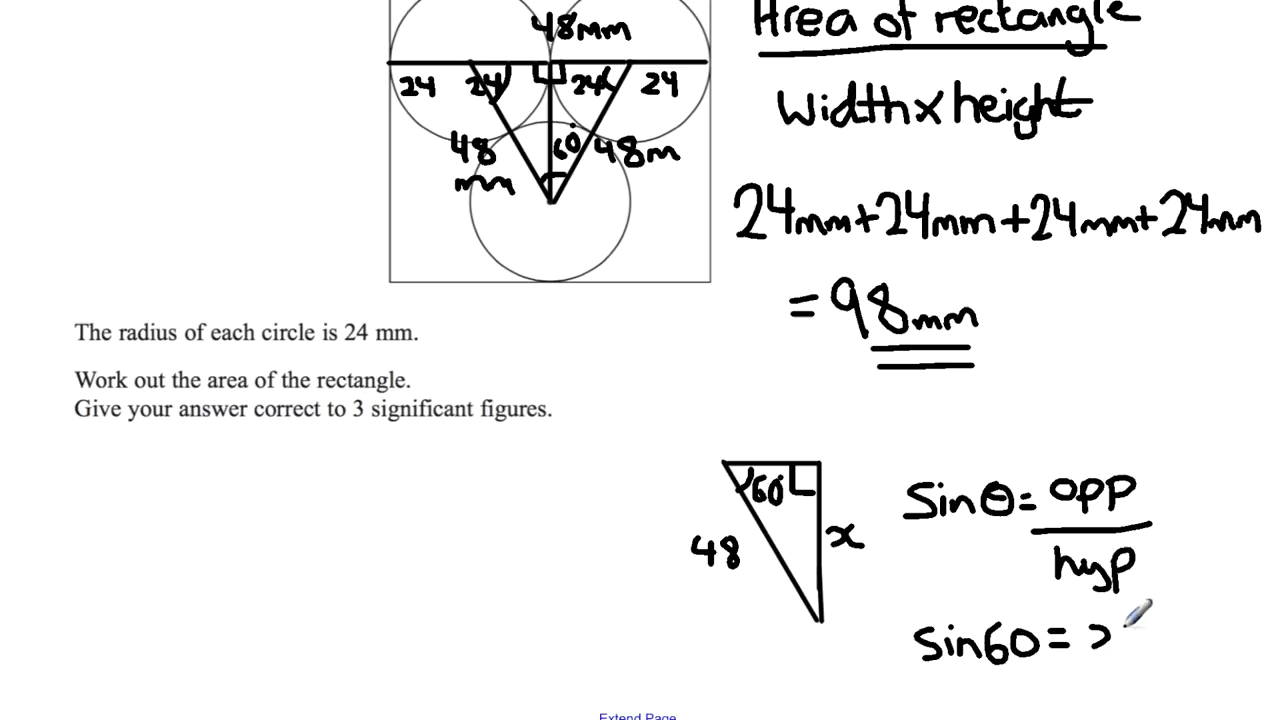 Area of rectangle
48mm
24 24 24 24
width x height
60° 48m
48
mm
24mm+24mm+24mm+24mm
= 98mm
The radius of each circle is 24 mm.
Work out the area of the rectangle.
Give your answer correct to 3 significant figures.
60°
Sinθ= opp
hyp
48
x
Sin60=
Extend Page